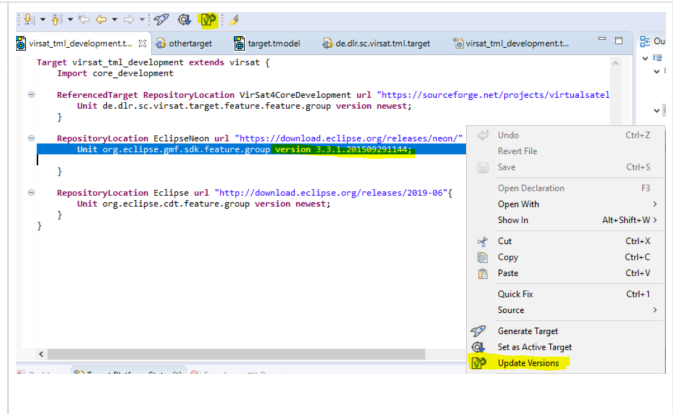 virsat_tml_development.t...
othertarget
target.tmodel
de.dlr.sc.virsat.tml.target
virsat_tml_development.t...
Ou
Target virsat_tml_development extends virsat {
Import core_development
ReferencedTarget RepositoryLocation VirSat4CoreDevelopment url "https://sourceforge.net/projects/virtualsatel
Unit de.dlr.sc.virsat.target.feature.feature.group version newest;
}
RepositoryLocation EclipseNeon url "https://download.eclipse.org/releases/neon/"
Unit org.eclipse.gmf.sdk.feature.group version 3.3.1.201509291144;
}
RepositoryLocation Eclipse url "http://download.eclipse.org/releases/2019-06"{
Unit org.eclipse.cdt.feature.group version newest;
}
}
Undo Ctrl+Z
Revert File
Save Ctrl+S
Open Declaration F3
Open With >
Show In Alt+Shift+W >
Cut Ctrl+X
Copy Ctrl+C
Paste Ctrl+V
Quick Fix Ctrl+1
Source >
Generate Target
Set as Active Target
Update Versions